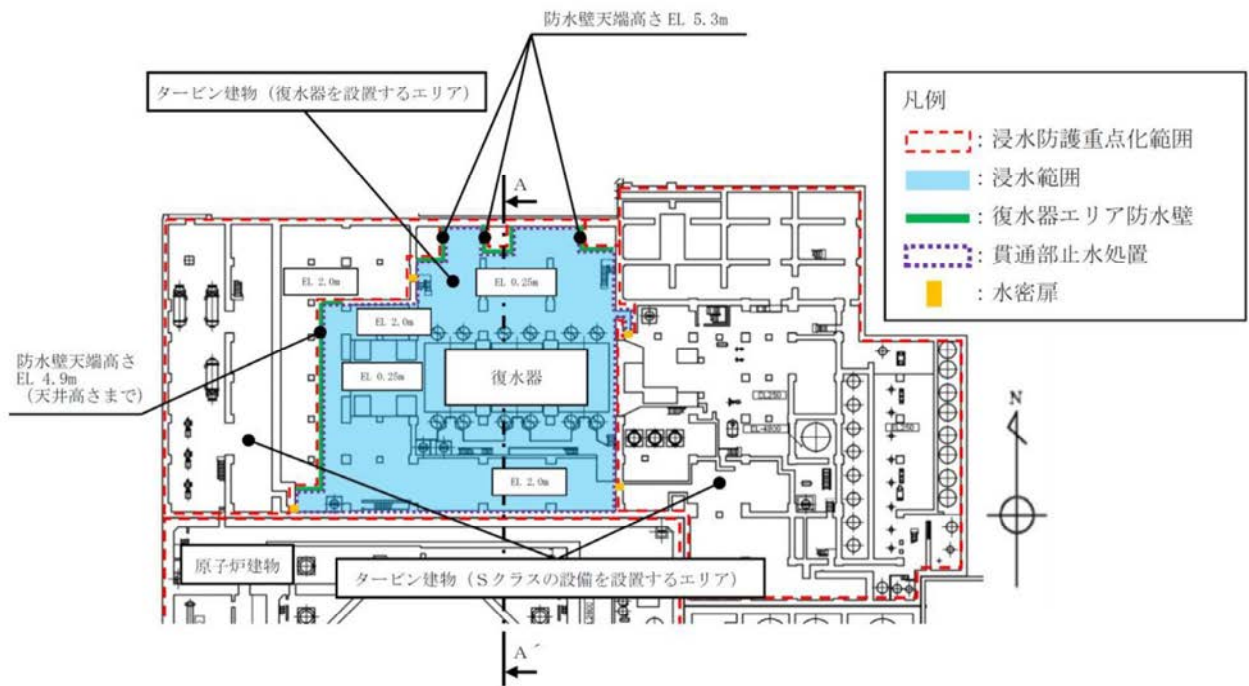 防水壁天端高さ EL 5.3m
タービン建物（復水器を設置するエリア）
凡例
：浸水防護重点化範囲
：浸水範囲
：復水器エリア防水壁
：貫通部止水処置
：水密扉
A
EL 2.0m
EL 0.25m
EL 2.0m
防水壁天端高さ
EL 4.9m
（天井高さまで）
EL 0.25m
復水器
N
EL 2.0m
原子炉建物
タービン建物（Ｓクラスの設備を設置するエリア）
A´